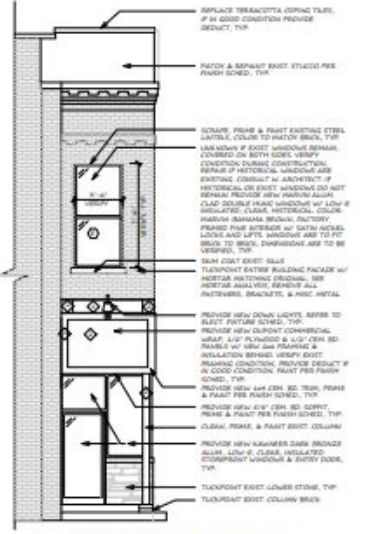 REPLACE TERRACOTTA COPING TILES,
IF IN GOOD CONDITION PROVIDE
DEDUCT, TYP.
PATCH & REPAINT EXIST. STUCCO PER
FINISH SCHED., TYP.
SCRAPE, PRIME & PAINT EXISTING STEEL
LINTELS, COLOR TO MATCH BRICK, TYP.
UNKNOWN IF EXIST. WINDOWS REMAIN,
COVERED ON BOTH SIDES. VERIFY
CONDITION DURING CONSTRUCTION.
REPAIR IF HISTORICAL WINDOWS ARE
EXISTING. CONSULT W/ ARCHITECT. IF
HISTORICAL OR EXIST. WINDOWS DO NOT
REMAIN PROVIDE NEW MARVIN ALUM.
CLAD DOUBLE HUNG WINDOWS W/ LOW-E
INSULATED, CLEAR, HISTORICAL COLOR:
MARVIN BAHAMA BROWN, FACTORY
PRIMED PINE INTERIOR W/ SATIN NICKEL
LOCKS AND LIFTS. WINDOWS ARE TO FIT
BRICK TO BRICK. DIMENSIONS ARE TO BE
VERIFIED, TYP.
VERIFY
SKIM COAT EXIST. SILLS
TUCKPOINT ENTIRE BUILDING FACADE W/
MORTAR MATCHING ORIGINAL, SEE
MORTAR ANALYSIS, REMOVE ALL
FASTENERS, BRACKETS, & MISC. METAL
PROVIDE NEW DOWN LIGHTS, REFER TO
ELECT. FIXTURE SCHED., TYP.
PROVIDE NEW DUPONT COMMERCIAL
WRAP, 1/2" PLYWOOD & 1/2" CEM. BD.
PANELS W/ NEW 2x4 FRAMING &
INSULATION BEHIND. VERIFY EXIST.
FRAMING CONDITION, PROVIDE DEDUCT IF
IN GOOD CONDITION. PAINT PER FINISH
SCHED., TYP.
PROVIDE NEW CEM. BD. TRIM, PRIME
& PAINT PER FINISH SCHED., TYP.
PROVIDE NEW CEM. BD. SOFFIT,
PRIME & PAINT PER FINISH SCHED., TYP.
CLEAN, PRIME, & PAINT EXIST. COLUMN
PROVIDE NEW KAWNEER DARK BRONZE
ALUM., LOW-E, CLEAR, INSULATED
STOREFRONT WINDOWS & ENTRY DOOR,
TYP.
TUCKPOINT EXIST. LOWER STONE, TYP
TUCKPOINT EXIST. COLUMN BRICK